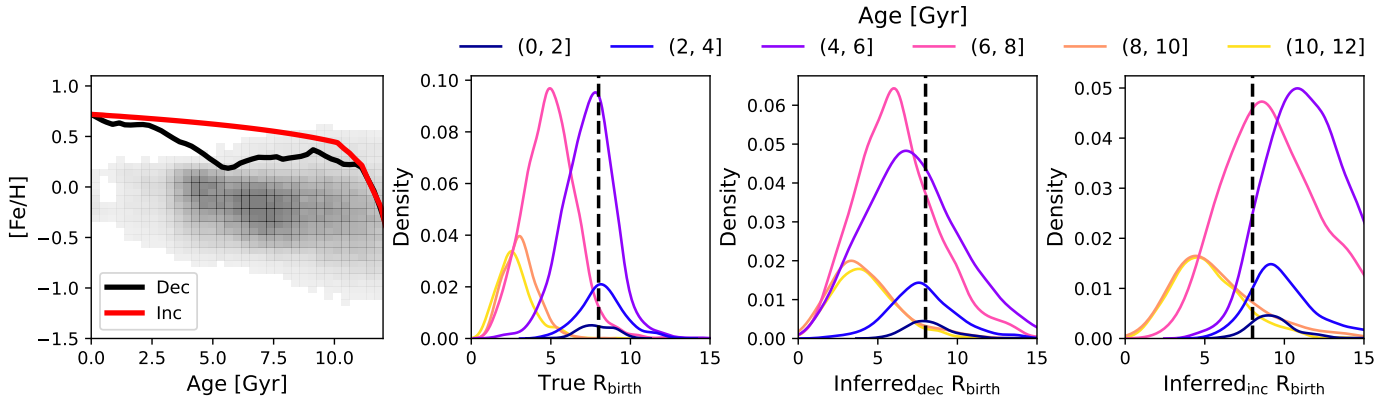 Age [Gyr]
(0, 2] (2, 4] (4, 6] (6, 8] (8, 10] (10, 12]
[Fe/H]
1.0
0.5
0.0
−0.5
−1.0
−1.5
Dec
Inc
0.0 2.5 5.0 7.5 10.0
Age [Gyr]
Density
0.10
0.08
0.06
0.04
0.02
0.00
0 5 10 15
True R_birth
Density
0.06
0.05
0.04
0.03
0.02
0.01
0.00
0 5 10 15
Inferred_dec R_birth
Density
0.05
0.04
0.03
0.02
0.01
0.00
0 5 10 15
Inferred_inc R_birth